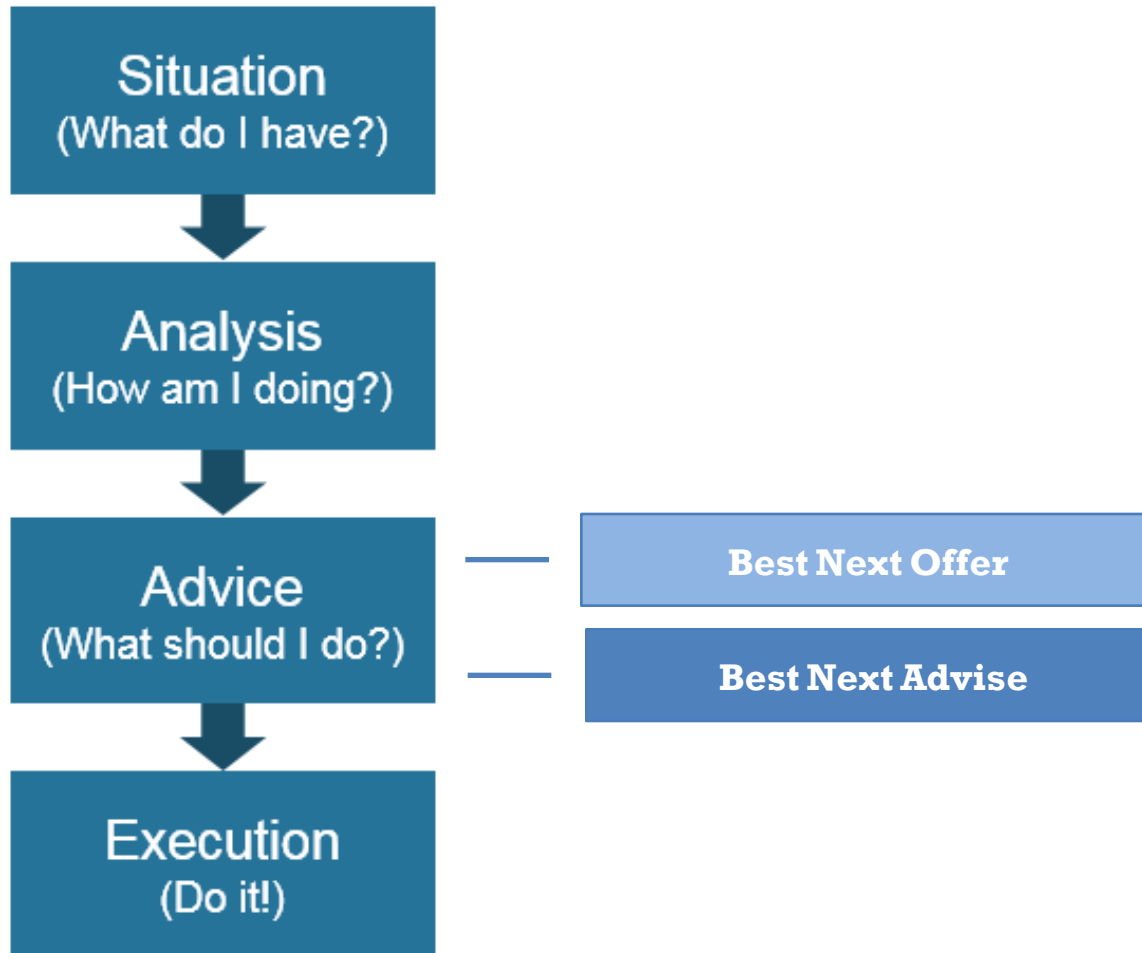 Situation
(What do I have?)
Analysis
(How am I doing?)
Advice
(What should I do?)
Best Next Offer
Best Next Advise
Execution
(Do it!)